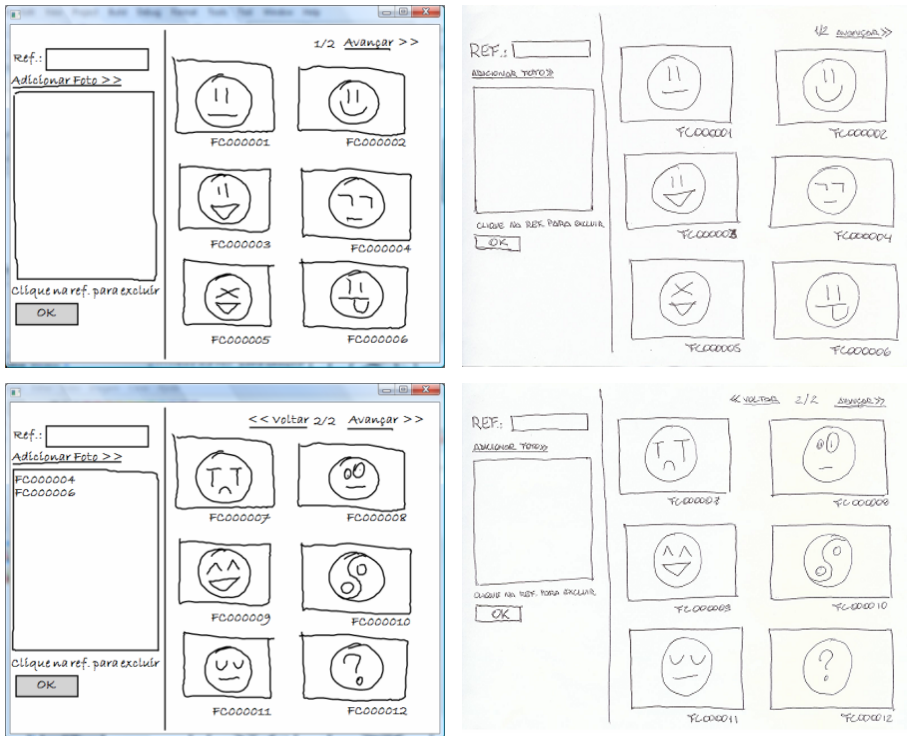 1/2 Avançar >>
Ref.:
Adicionar Foto >>
FC000001 FC000002
FC000003 FC000004
Clique na ref. para excluir
OK
FC000005 FC000006
1/2 AVANÇAR >>
REF.:
ADICIONAR FOTO >>
FC000001 FC000002
CLIQUE NA REF. PARA EXCLUIR
OK
FC000003 FC000004
FC000005 FC000006
<< Voltar 2/2 Avançar >>
Ref.:
Adicionar Foto >>
FC000004
FC000006
FC000007 FC000008
FC000009 FC000010
Clique na ref. para excluir
OK
FC000011 FC000012
<< VOLTAR 2/2 AVANÇAR >>
REF.:
ADICIONAR FOTO >>
FC000007 FC000008
CLIQUE NA REF. PARA EXCLUIR
OK
FC000009 FC000010
FC000011 FC000012